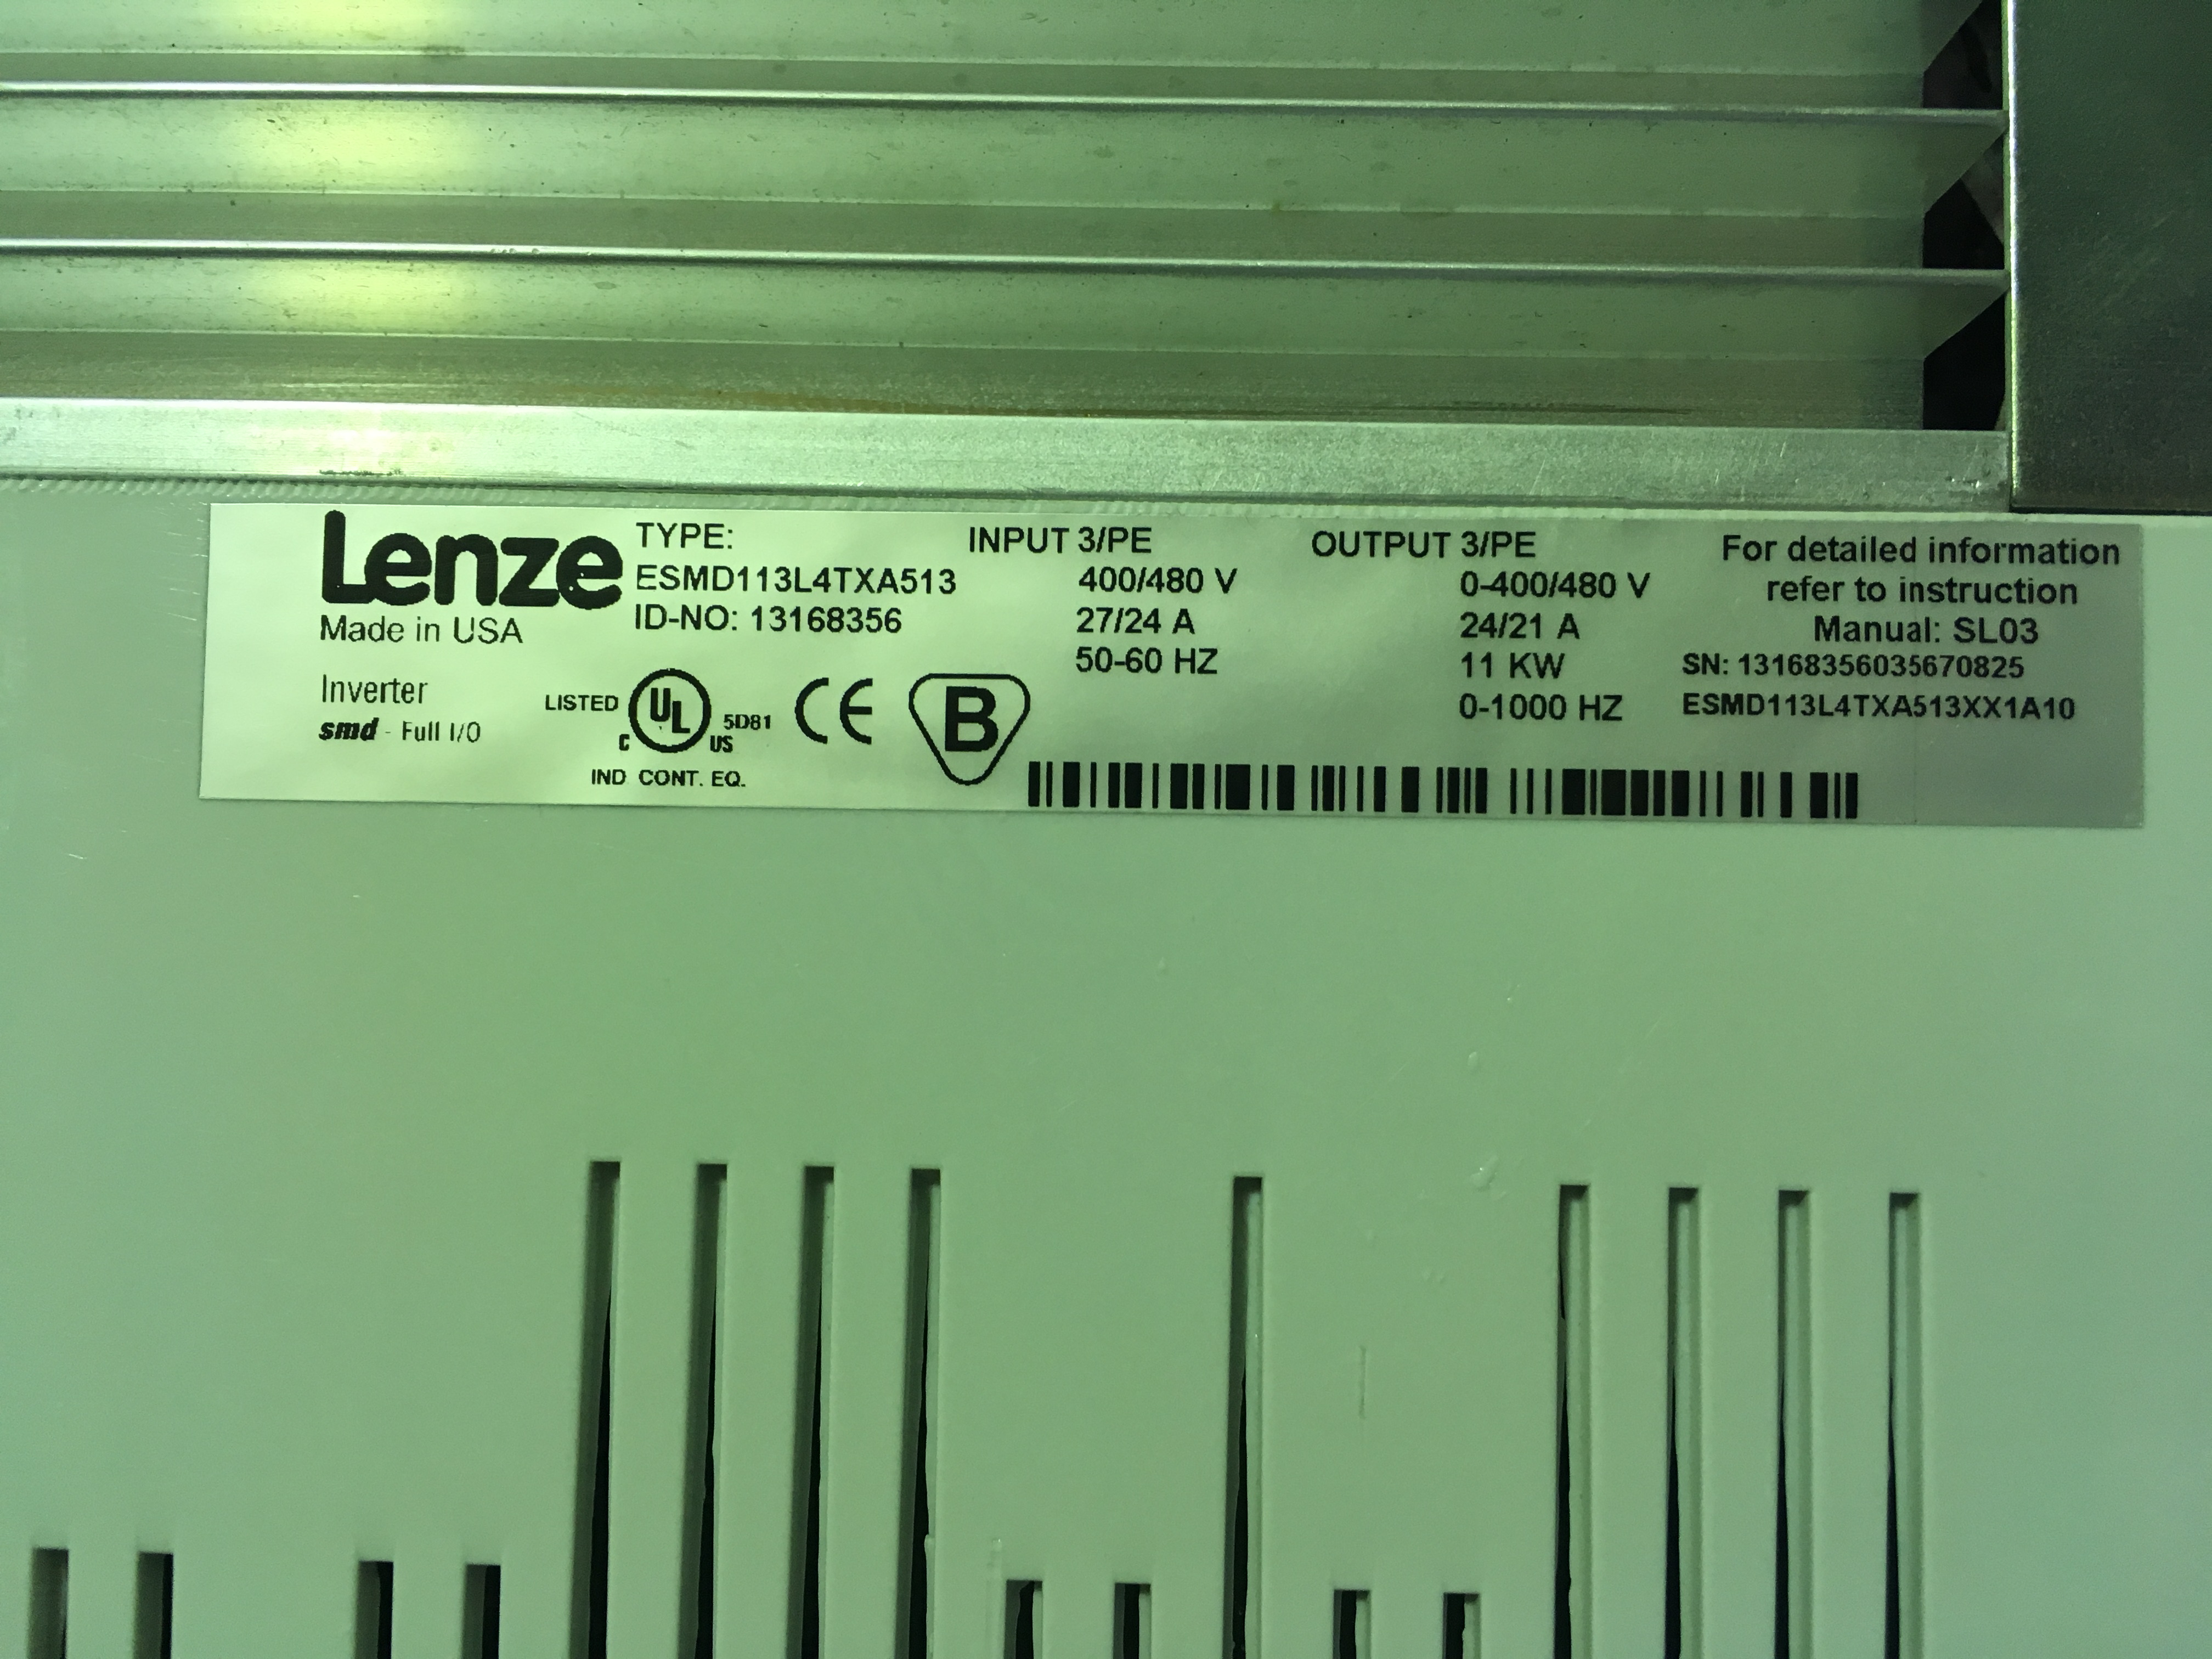 Lenze
Made in USA
Inverter
smd - Full I/O
TYPE:
ESMD113L4TXA513
ID-NO: 13168356
LISTED
UL
C
US
5D81
IND CONT. EQ.
CE
B
INPUT 3/PE
400/480 V
27/24 A
50-60 HZ
OUTPUT 3/PE
0-400/480 V
24/21 A
11 KW
0-1000 HZ
For detailed information
refer to instruction
Manual: SL03
SN: 13168356035670825
ESMD113L4TXA513XX1A10